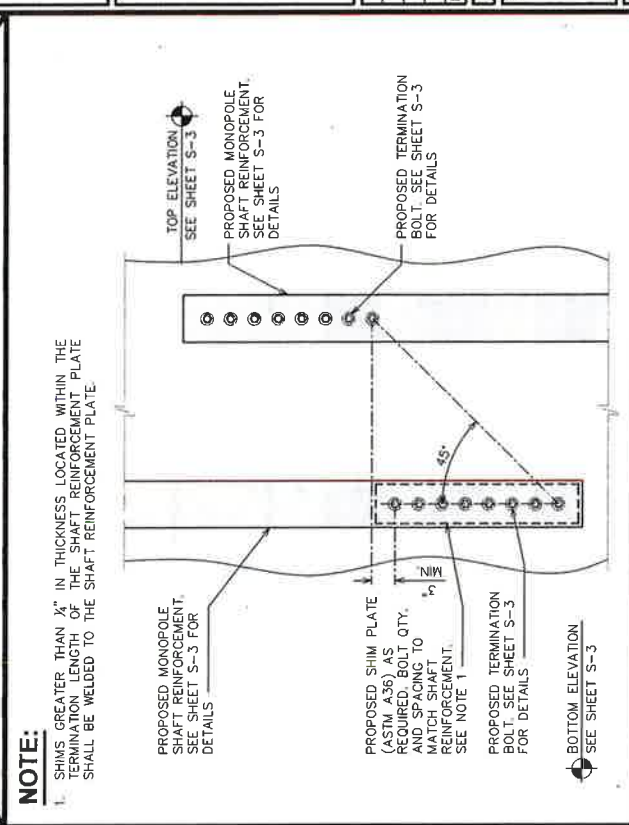 NOTE:
1. SHIMS GREATER THAN ¼" IN THICKNESS LOCATED WITHIN THE
TERMINATION LENGTH OF THE SHAFT REINFORCEMENT PLATE
SHALL BE WELDED TO THE SHAFT REINFORCEMENT PLATE.
TOP ELEVATION
SEE SHEET S-3
PROPOSED MONOPOLE
SHAFT REINFORCEMENT.
SEE SHEET S-3 FOR
DETAILS
PROPOSED TERMINATION
BOLT. SEE SHEET S-3
FOR DETAILS
45°
3"
MIN.
PROPOSED MONOPOLE
SHAFT REINFORCEMENT.
SEE SHEET S-3 FOR
DETAILS
PROPOSED SHIM PLATE
(ASTM A36) AS
REQUIRED. BOLT QTY.
AND SPACING TO
MATCH SHAFT
REINFORCEMENT.
SEE NOTE 1
PROPOSED TERMINATION
BOLT. SEE SHEET S-3
FOR DETAILS
BOTTOM ELEVATION
SEE SHEET S-3